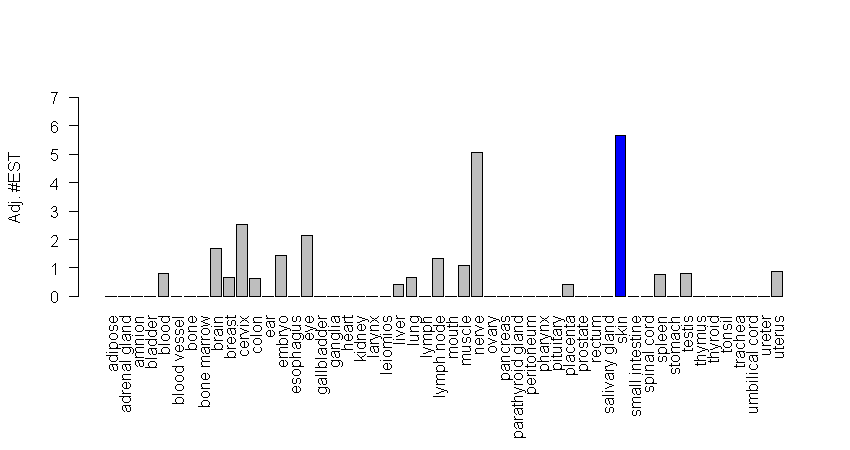 Adj. #EST
7
6
5
4
3
2
1
0
adipose
adrenal gland
amnion
bladder
blood
blood vessel
bone
bone marrow
brain
breast
cervix
colon
ear
embryo
esophagus
eye
gallbladder
ganglia
heart
kidney
larynx
leiomios
liver
lung
lymph
lymph node
mouth
muscle
nerve
ovary
pancreas
parathyroid gland
peritoneum
pharynx
pituitary
placenta
prostate
rectum
salivary gland
skin
small intestine
spinal cord
spleen
stomach
testis
thymus
thyroid
tonsil
trachea
umbilical cord
ureter
uterus